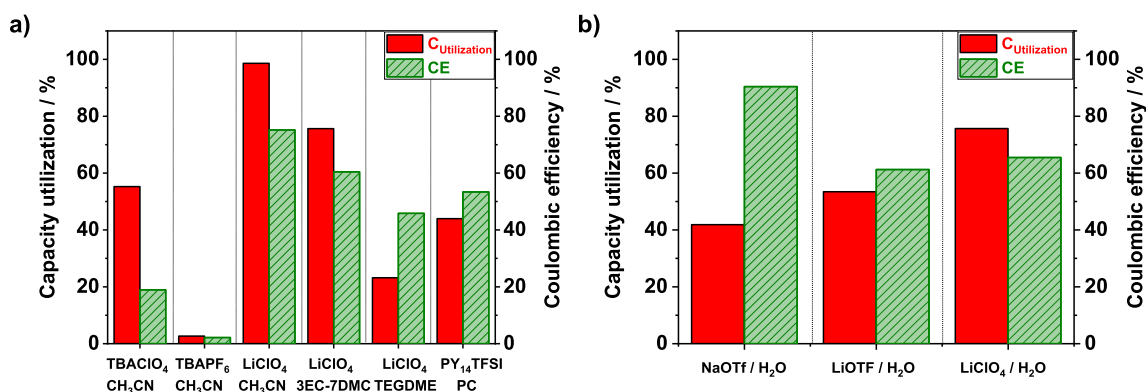 a)
Capacity utilization / %
100
80
60
40
20
0
C_Utilization
CE
100
80
60
40
20
0
Coulombic efficiency / %
TBAClO₄ TBAPF₆ LiClO₄ LiClO₄ LiClO₄ PY₁₄TFSI
CH₃CN CH₃CN CH₃CN 3EC-7DMC TEGDME PC
b)
Capacity utilization / %
100
80
60
40
20
0
C_Utilization
CE
100
80
60
40
20
0
Coulombic efficiency / %
NaOTf / H₂O LiOTF / H₂O LiClO₄ / H₂O